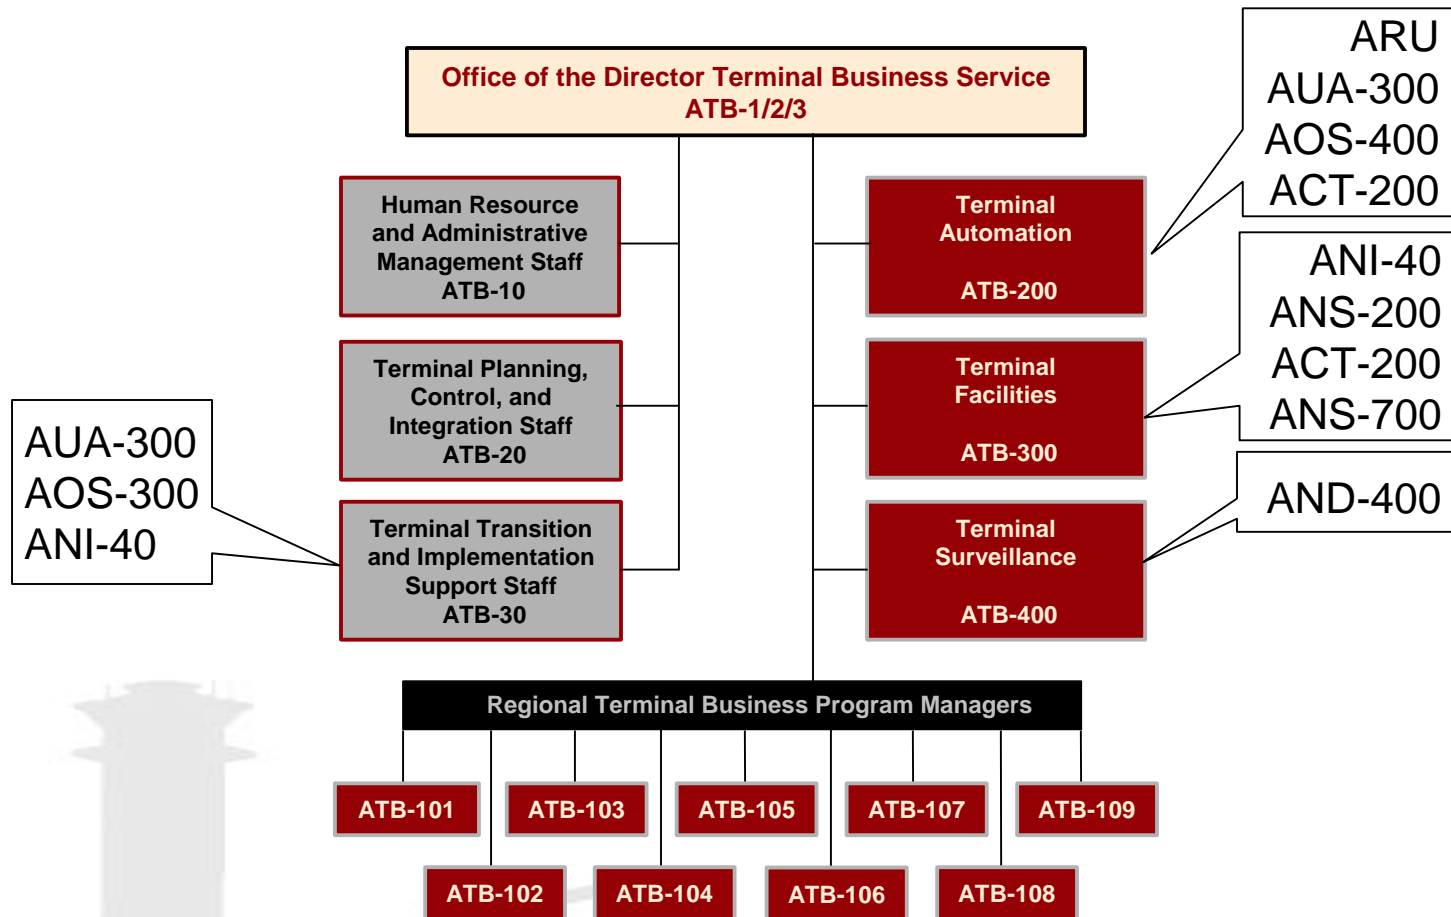 Office of the Director Terminal Business Service
ATB-1/2/3
Human Resource
and Administrative
Management Staff
ATB-10
Terminal Planning,
Control, and
Integration Staff
ATB-20
Terminal Transition
and Implementation
Support Staff
ATB-30
AUA-300
AOS-300
ANI-40
Terminal
Automation
ATB-200
Terminal
Facilities
ATB-300
Terminal
Surveillance
ATB-400
ARU
AUA-300
AOS-400
ACT-200
ANI-40
ANS-200
ACT-200
ANS-700
AND-400
Regional Terminal Business Program Managers
ATB-101
ATB-103
ATB-105
ATB-107
ATB-109
ATB-102
ATB-104
ATB-106
ATB-108